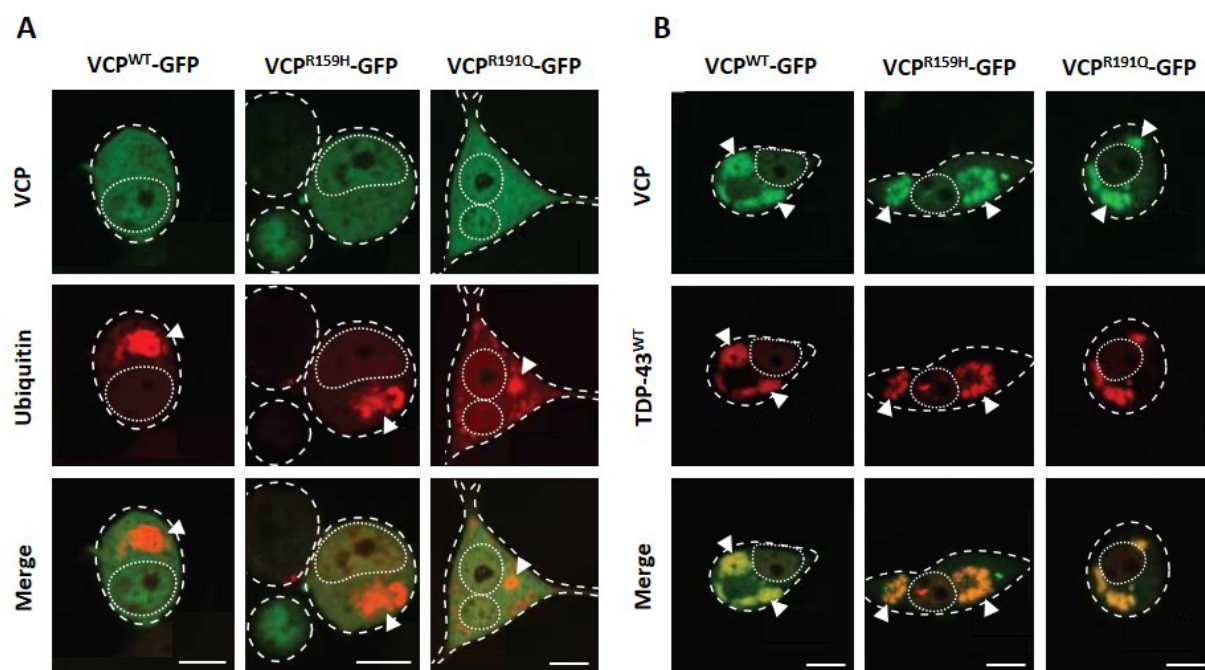 A
B
VCP^WT-GFP VCP^R159H-GFP VCP^R191Q-GFP
VCP^WT-GFP VCP^R159H-GFP VCP^R191Q-GFP
VCP
VCP
Ubiquitin
TDP-43^WT
Merge
Merge